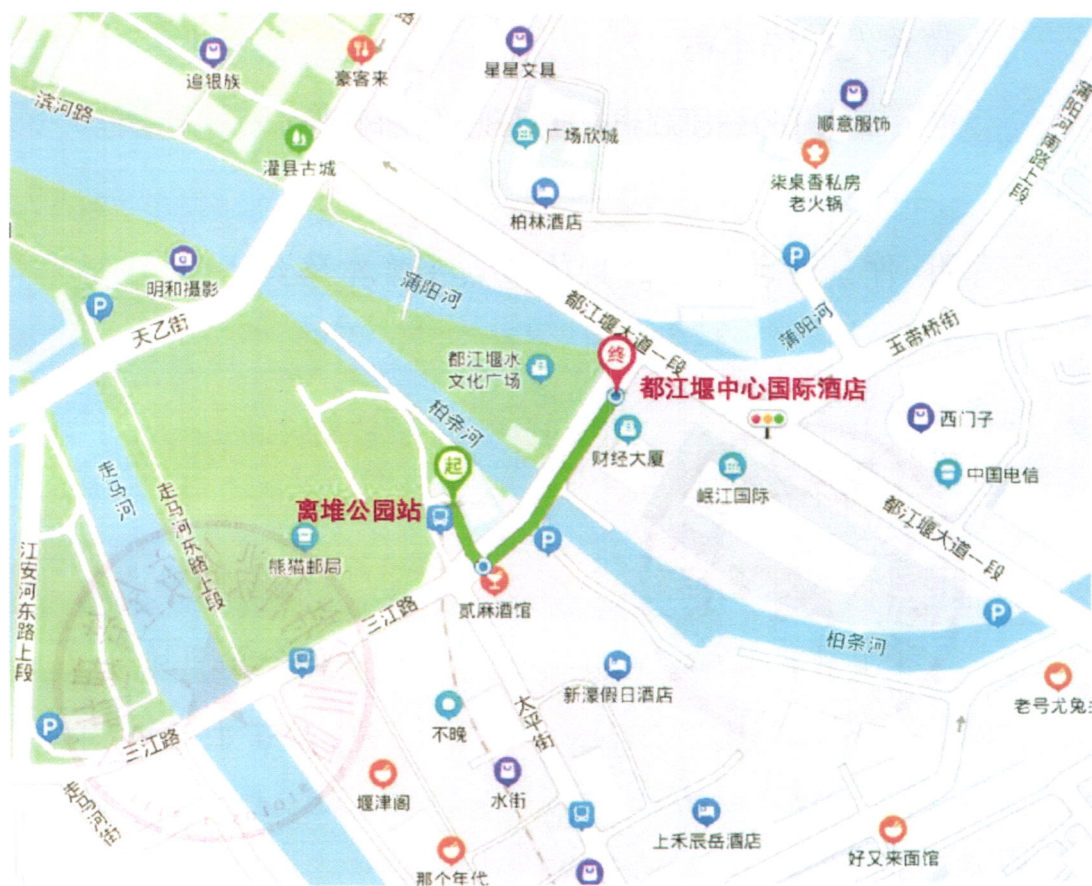 追银族
豪客来
星星文具
滨河路
广场欣城
顺意服饰
灌县古城
柒桌香私房
老火锅
蒲阳河南路上段
柏林酒店
明和摄影
蒲阳河
都江堰大道一段
蒲阳河
玉带桥街
天乙街
都江堰水
文化广场
终
都江堰中心国际酒店
柏条河
财经大厦
西门子
起
岷江国际
中国电信
走马河
走马河东路上段
离堆公园站
都江堰大道一段
熊猫邮局
江安河东路上段
三江路
贰麻酒馆
柏条河
新濠假日酒店
老号尤兔
不晚
太平街
三江路
走马河街
堰津阁
水街
上禾辰岳酒店
好又来面馆
那个年代
P
P
P
P
P